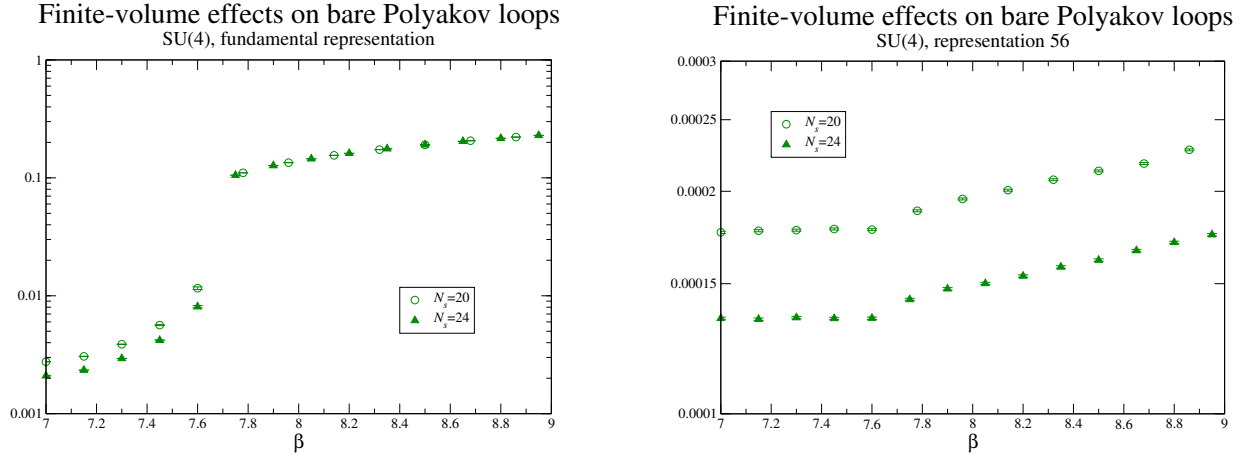 Finite-volume effects on bare Polyakov loops
SU(4), fundamental representation
1
0.1
0.01
0.001
7 7.2 7.4 7.6 7.8 8 8.2 8.4 8.6 8.8 9
β
N_s=20
N_s=24
Finite-volume effects on bare Polyakov loops
SU(4), representation 56
0.0003
0.00025
0.0002
0.00015
0.0001
7 7.2 7.4 7.6 7.8 8 8.2 8.4 8.6 8.8 9
β
N_s=20
N_s=24